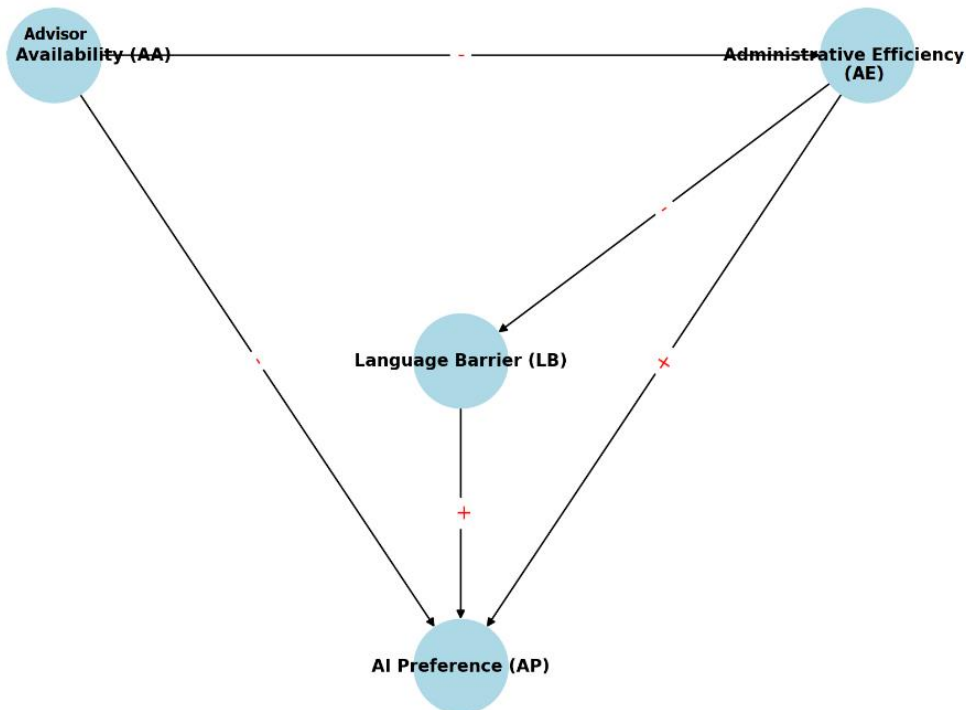 Advisor
Availability (AA)
-
Administrative Efficiency
(AE)
-
Language Barrier (LB)
-
+
+
AI Preference (AP)